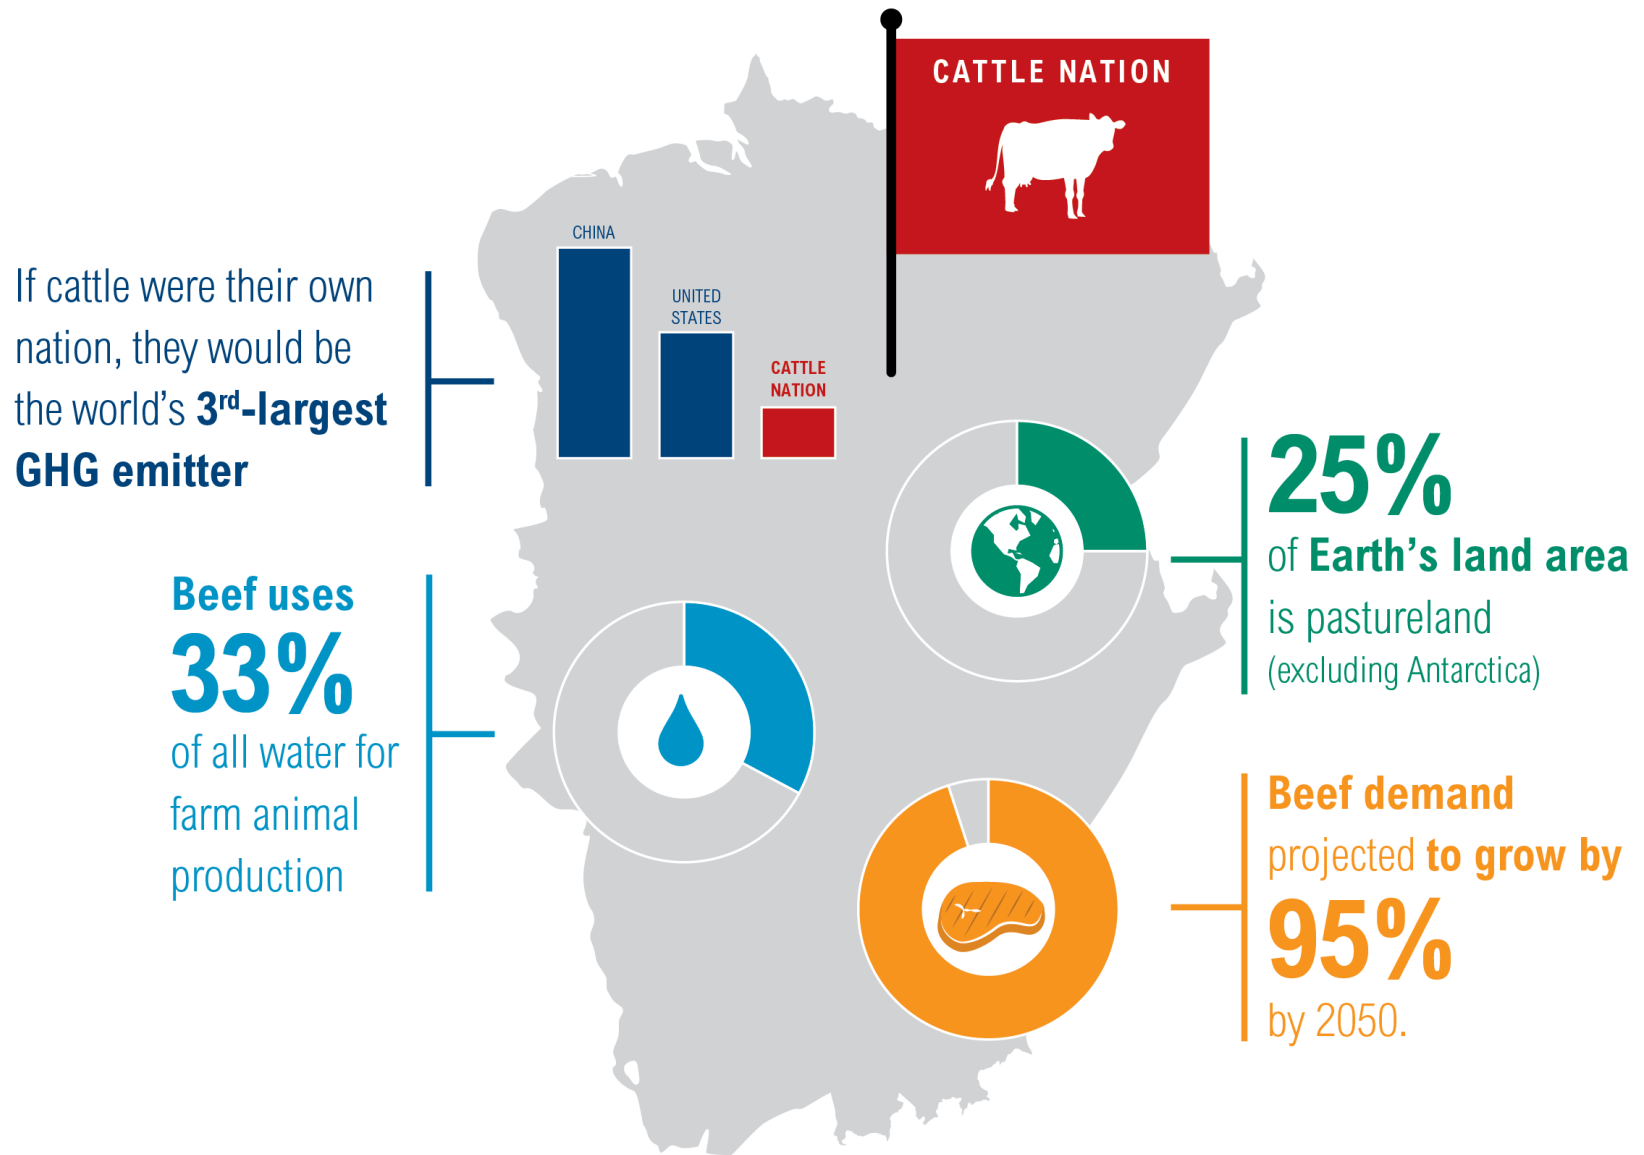 CATTLE NATION
If cattle were their own
nation, they would be
the world’s 3rd-largest
GHG emitter
CHINA
UNITED
STATES
CATTLE
NATION
25%
of Earth’s land area
is pastureland
(excluding Antarctica)
Beef uses
33%
of all water for
farm animal
production
Beef demand
projected to grow by
95%
by 2050.